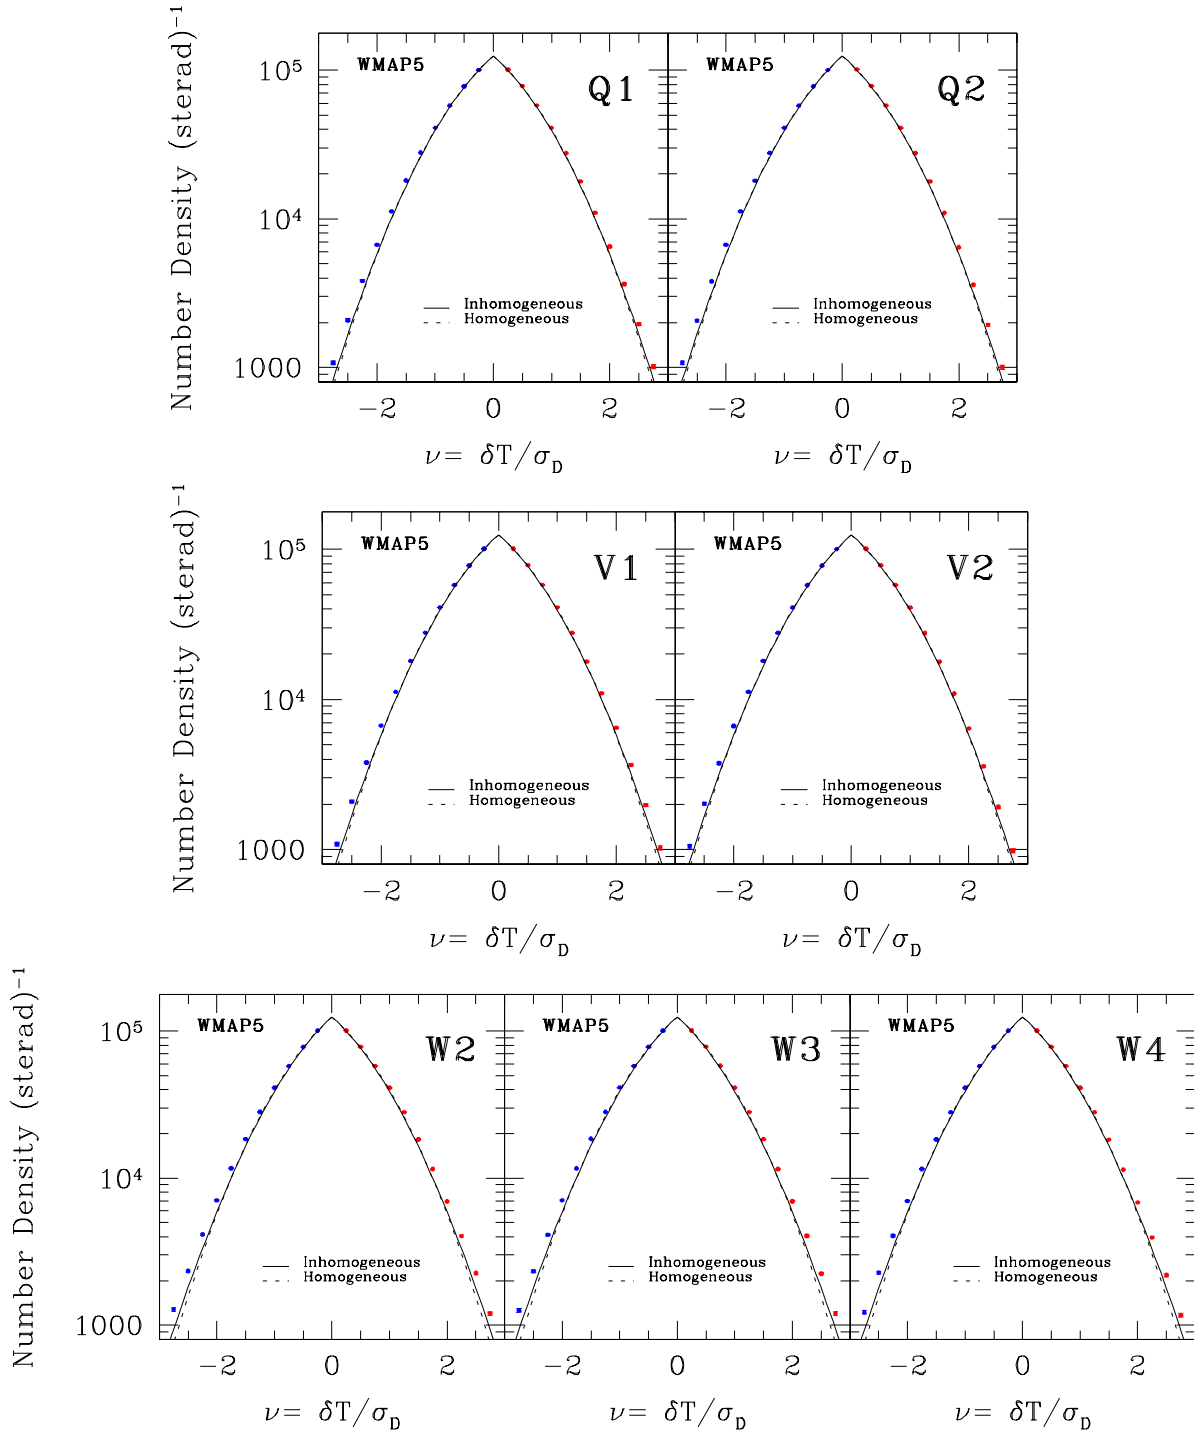 Number Density (sterad)⁻¹
WMAP5
Q1
WMAP5
Q2
10⁵
10⁴
1000
Inhomogeneous
Homogeneous
Inhomogeneous
Homogeneous
−2 0 2 −2 0 2
ν= δT/σ_D
ν= δT/σ_D
Number Density (sterad)⁻¹
WMAP5
V1
WMAP5
V2
10⁵
10⁴
1000
Inhomogeneous
Homogeneous
Inhomogeneous
Homogeneous
−2 0 2 −2 0 2
ν= δT/σ_D
ν= δT/σ_D
Number Density (sterad)⁻¹
WMAP5
W2
WMAP5
W3
WMAP5
W4
10⁵
10⁴
1000
Inhomogeneous
Homogeneous
Inhomogeneous
Homogeneous
Inhomogeneous
Homogeneous
−2 0 2 −2 0 2 −2 0 2
ν= δT/σ_D
ν= δT/σ_D
ν= δT/σ_D